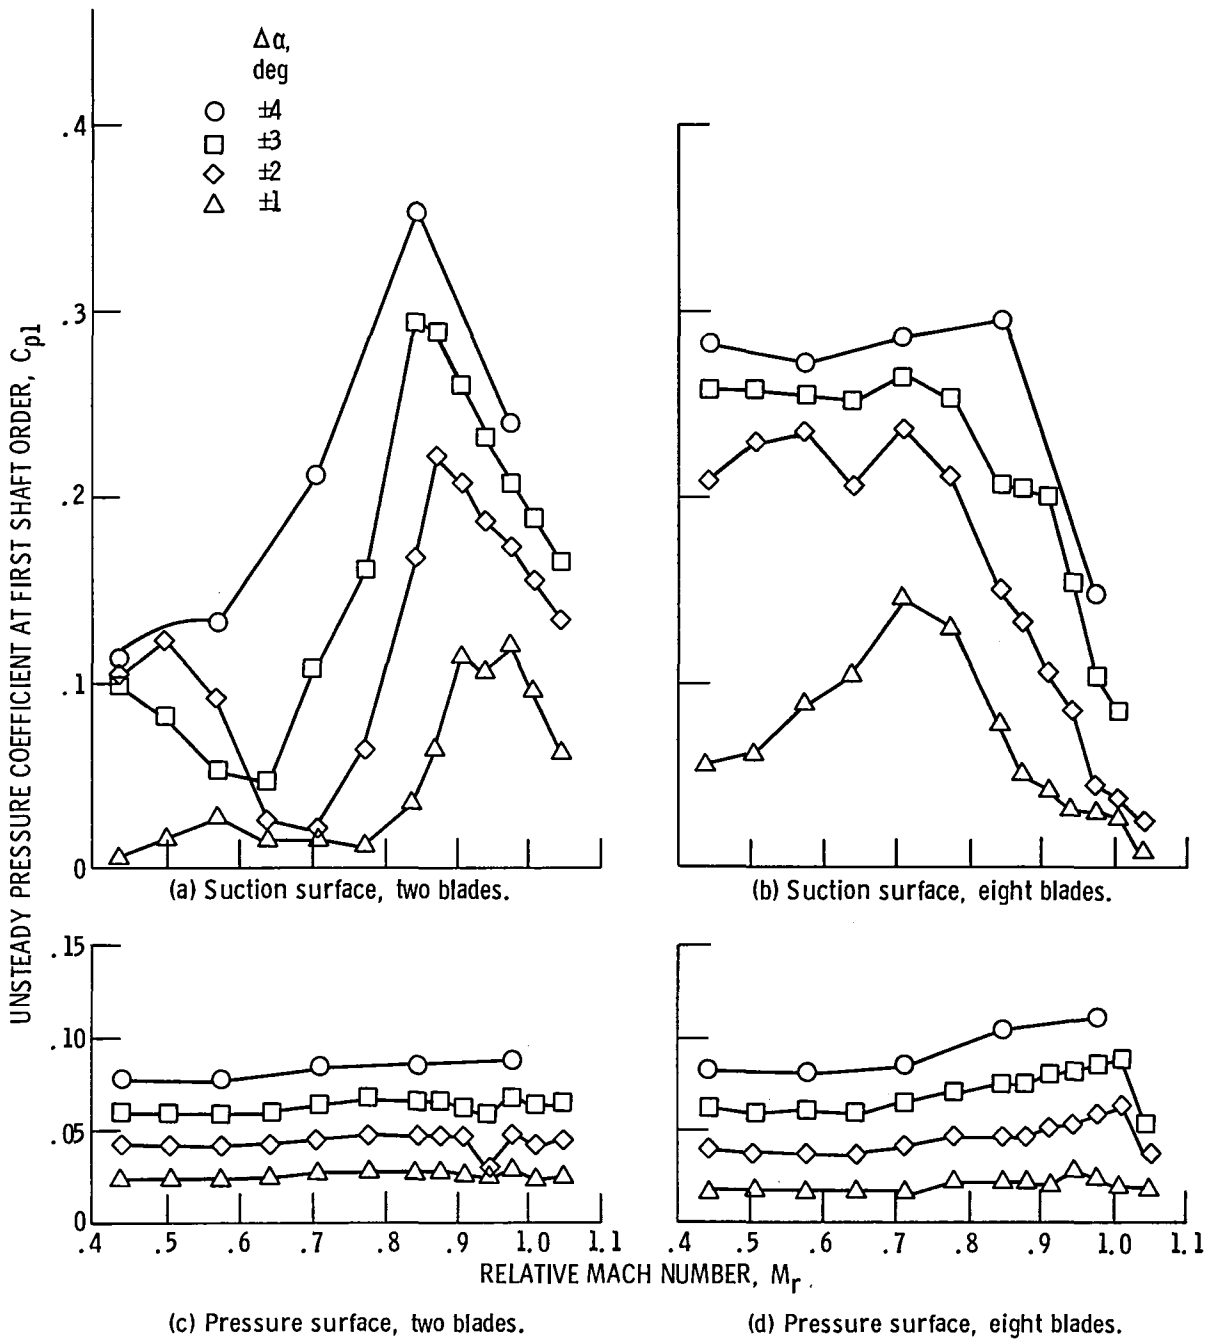 Δα,
deg
±4
±3
±2
±1
.4
.3
.2
.1
0
UNSTEADY PRESSURE COEFFICIENT AT FIRST SHAFT ORDER, Cp1
(a) Suction surface, two blades.
(b) Suction surface, eight blades.
.15
.10
.05
0
.4 .5 .6 .7 .8 .9 1.0 1.1
.4 .5 .6 .7 .8 .9 1.0 1.1
RELATIVE MACH NUMBER, Mr
(c) Pressure surface, two blades.
(d) Pressure surface, eight blades.